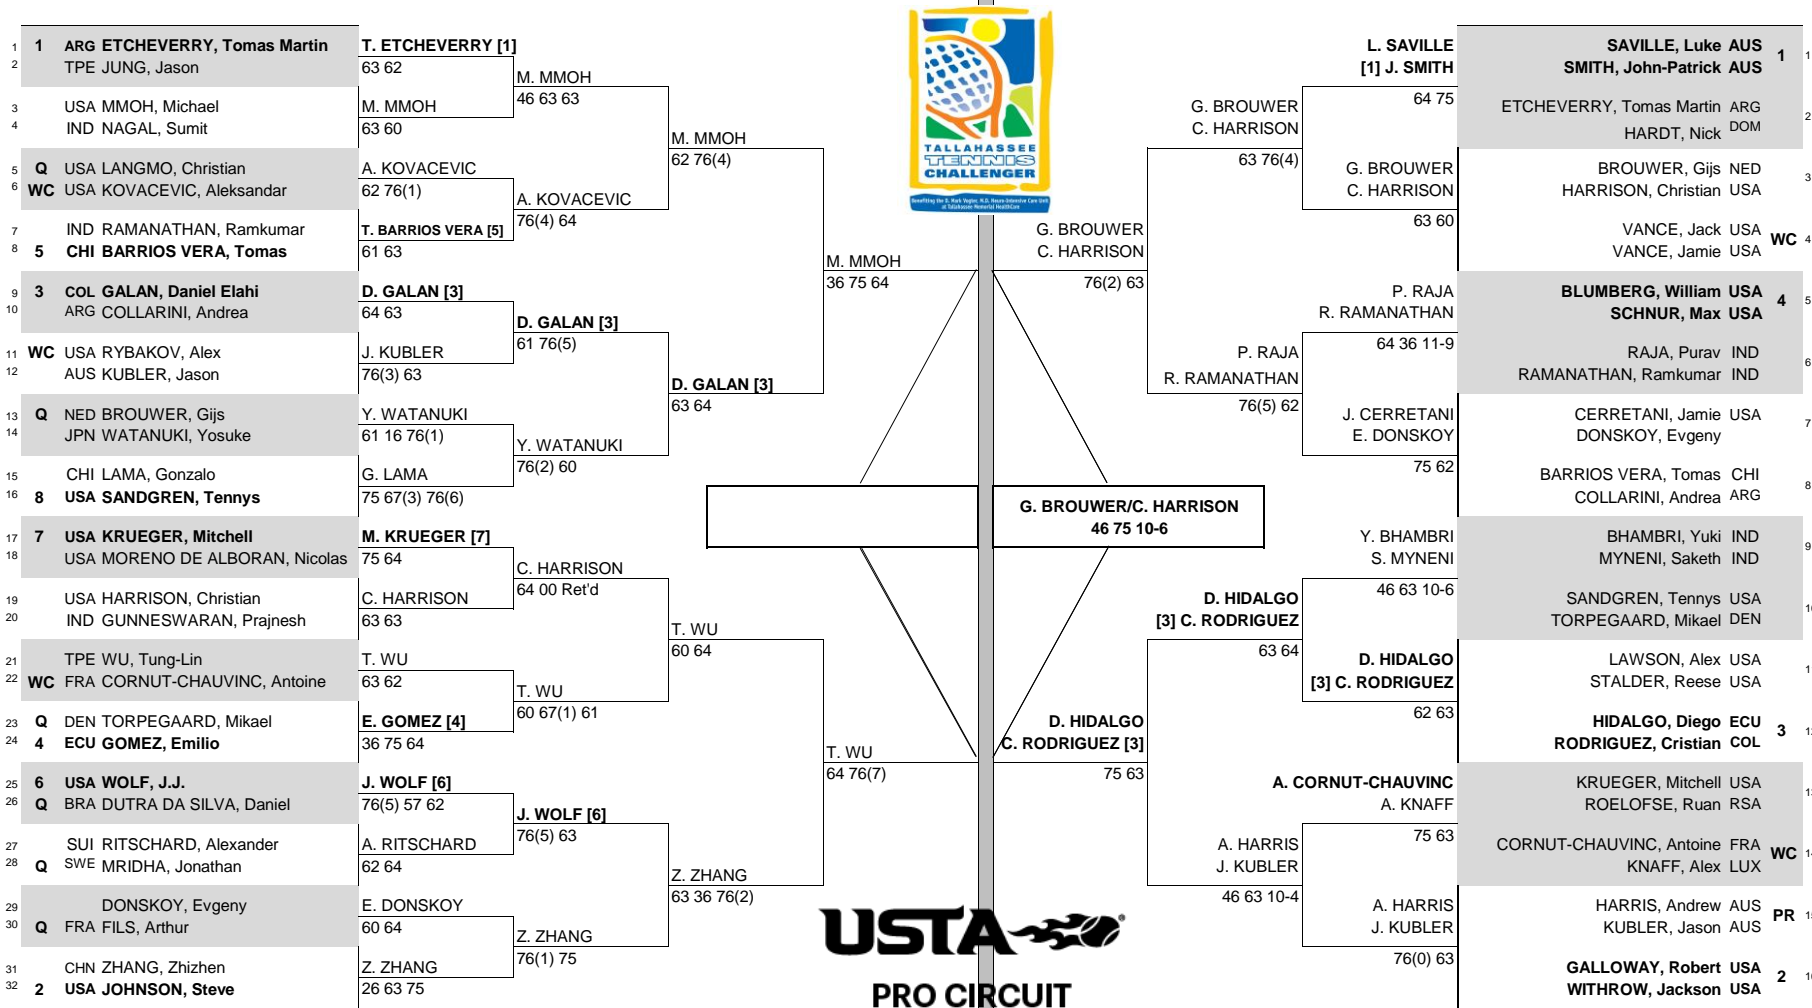 1 1 ARG ETCHEVERRY, Tomas Martin
2 TPE JUNG, Jason
3 USA MMOH, Michael
4 IND NAGAL, Sumit
5 Q USA LANGMO, Christian
6 WC USA KOVACEVIC, Aleksandar
7 IND RAMANATHAN, Ramkumar
8 5 CHI BARRIOS VERA, Tomas
9 3 COL GALAN, Daniel Elahi
10 ARG COLLARINI, Andrea
11 WC USA RYBAKOV, Alex
12 AUS KUBLER, Jason
13 Q NED BROUWER, Gijs
14 JPN WATANUKI, Yosuke
15 CHI LAMA, Gonzalo
16 8 USA SANDGREN, Tennys
17 7 USA KRUEGER, Mitchell
18 USA MORENO DE ALBORAN, Nicolas
19 USA HARRISON, Christian
20 IND GUNNESWARAN, Prajnesh
21 TPE WU, Tung-Lin
22 WC FRA CORNUT-CHAUVINC, Antoine
23 Q DEN TORPEGAARD, Mikael
24 4 ECU GOMEZ, Emilio
25 6 USA WOLF, J.J.
26 Q BRA DUTRA DA SILVA, Daniel
27 SUI RITSCHARD, Alexander
28 Q SWE MRIDHA, Jonathan
29 DONSKOY, Evgeny
30 Q FRA FILS, Arthur
31 CHN ZHANG, Zhizhen
32 2 USA JOHNSON, Steve
T. ETCHEVERRY [1]
63 62
M. MMOH
63 60
A. KOVACEVIC
62 76(1)
T. BARRIOS VERA [5]
61 63
D. GALAN [3]
64 63
J. KUBLER
76(3) 63
Y. WATANUKI
61 16 76(1)
G. LAMA
75 67(3) 76(6)
M. KRUEGER [7]
75 64
C. HARRISON
63 63
T. WU
63 62
E. GOMEZ [4]
36 75 64
J. WOLF [6]
76(5) 57 62
A. RITSCHARD
62 64
E. DONSKOY
60 64
Z. ZHANG
26 63 75
M. MMOH
46 63 63
A. KOVACEVIC
76(4) 64
D. GALAN [3]
61 76(5)
Y. WATANUKI
76(2) 60
C. HARRISON
64 00 Ret'd
T. WU
60 67(1) 61
J. WOLF [6]
76(5) 63
Z. ZHANG
76(1) 75
M. MMOH
62 76(4)
D. GALAN [3]
63 64
T. WU
60 64
Z. ZHANG
63 36 76(2)
M. MMOH
36 75 64
T. WU
64 76(7)
TALLAHASSEE
TENNIS
CHALLENGER
Benefitting the D. Mark Vogter, M.D. Neuro-Intensive Care Unit
at Tallahassee Memorial HealthCare
G. BROUWER/C. HARRISON
46 75 10-6
USTA
PRO CIRCUIT
G. BROUWER
C. HARRISON
76(2) 63
D. HIDALGO
C. RODRIGUEZ [3]
75 63
G. BROUWER
C. HARRISON
63 76(4)
P. RAJA
R. RAMANATHAN
76(5) 62
D. HIDALGO
[3] C. RODRIGUEZ
63 64
A. HARRIS
J. KUBLER
46 63 10-4
L. SAVILLE
[1] J. SMITH
64 75
G. BROUWER
C. HARRISON
63 60
P. RAJA
R. RAMANATHAN
64 36 11-9
J. CERRETANI
E. DONSKOY
75 62
Y. BHAMBRI
S. MYNENI
46 63 10-6
D. HIDALGO
[3] C. RODRIGUEZ
62 63
A. CORNUT-CHAUVINC
A. KNAFF
75 63
A. HARRIS
J. KUBLER
76(0) 63
SAVILLE, Luke AUS 1 1
SMITH, John-Patrick AUS
ETCHEVERRY, Tomas Martin ARG 2
HARDT, Nick DOM
BROUWER, Gijs NED 3
HARRISON, Christian USA
VANCE, Jack USA WC 4
VANCE, Jamie USA
BLUMBERG, William USA 4 5
SCHNUR, Max USA
RAJA, Purav IND 6
RAMANATHAN, Ramkumar IND
CERRETANI, Jamie USA 7
DONSKOY, Evgeny
BARRIOS VERA, Tomas CHI 8
COLLARINI, Andrea ARG
BHAMBRI, Yuki IND 9
MYNENI, Saketh IND
SANDGREN, Tennys USA
TORPEGAARD, Mikael DEN
LAWSON, Alex USA
STALDER, Reese USA
HIDALGO, Diego ECU 3
RODRIGUEZ, Cristian COL
KRUEGER, Mitchell USA
ROELOFSE, Ruan RSA
CORNUT-CHAUVINC, Antoine FRA WC
KNAFF, Alex LUX
HARRIS, Andrew AUS PR
KUBLER, Jason AUS
GALLOWAY, Robert USA 2
WITHROW, Jackson USA